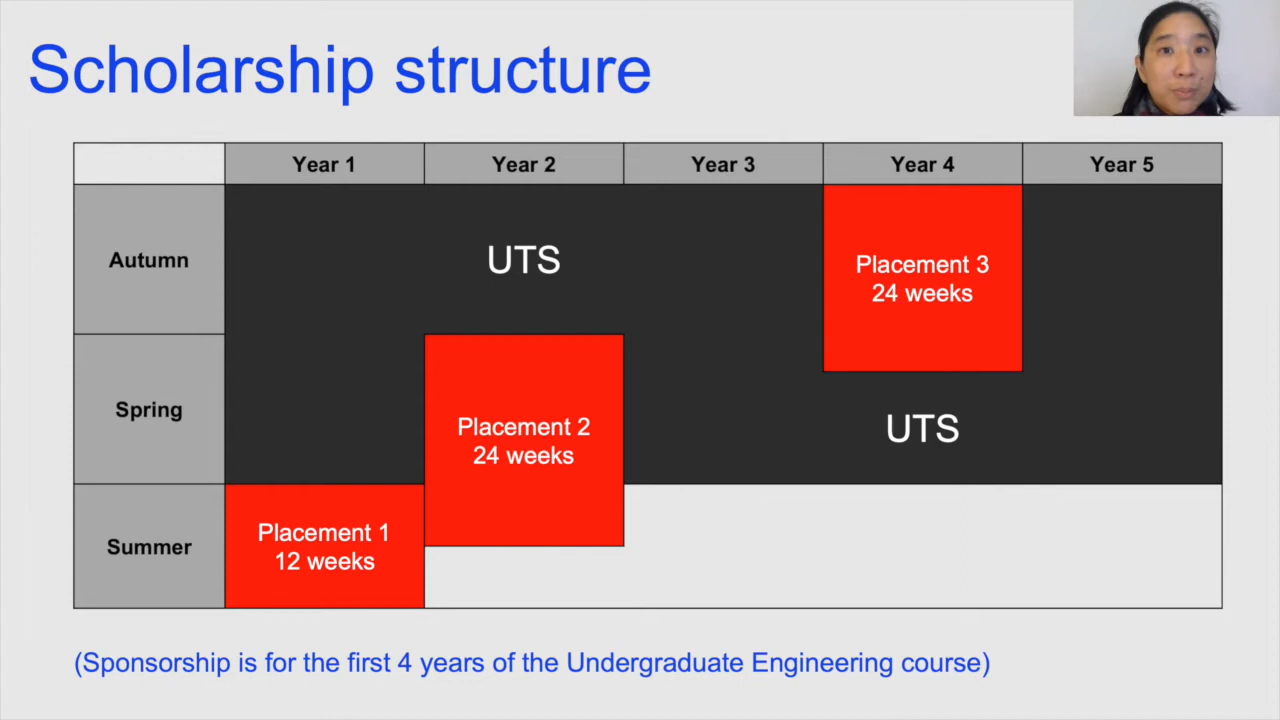 Scholarship structure
Year 1
Year 2
Year 3
Year 4
Year 5
Autumn
UTS
Placement 3
24 weeks
Spring
Placement 2
24 weeks
UTS
Summer
Placement 1
12 weeks
(Sponsorship is for the first 4 years of the Undergraduate Engineering course)